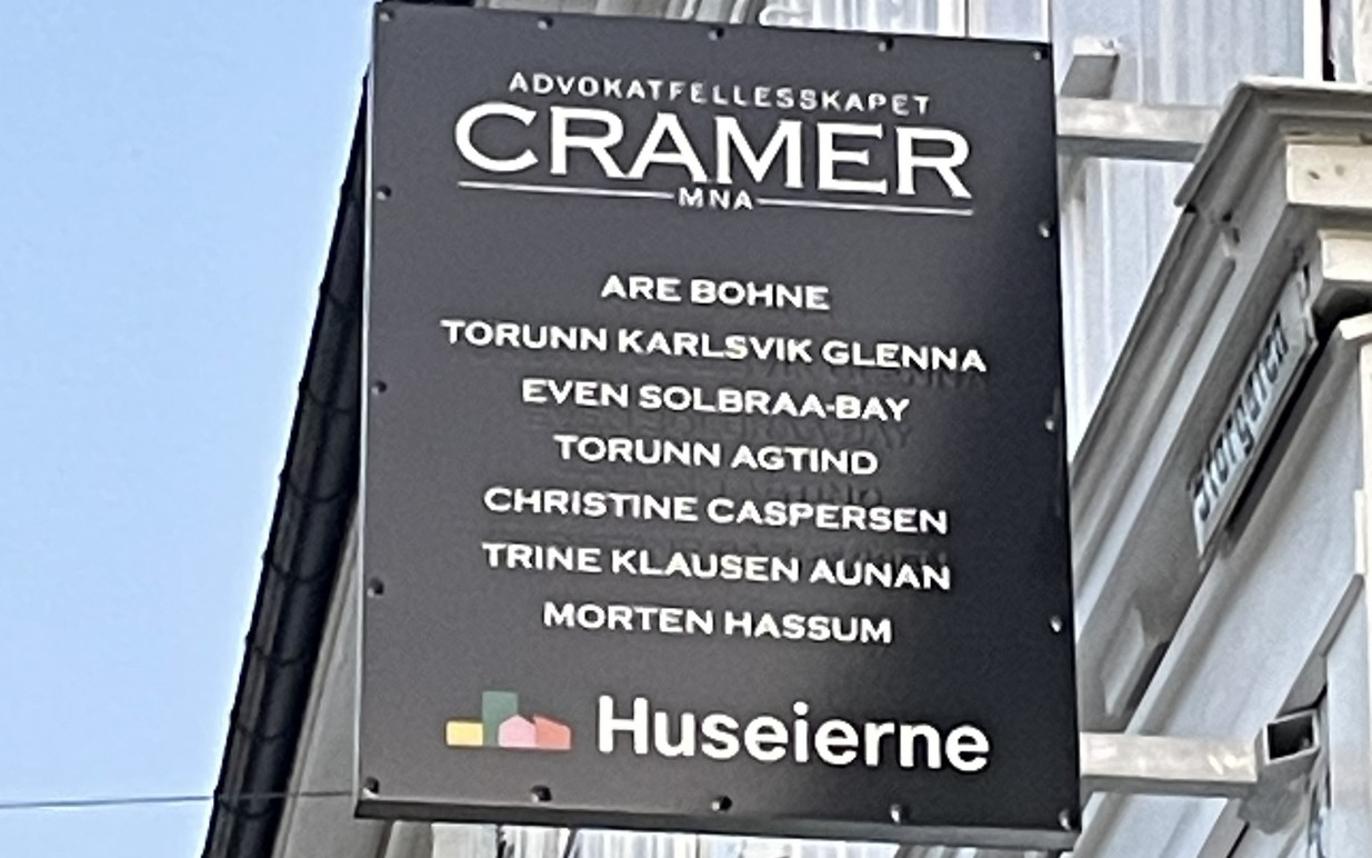 ADVOKATFELLESSKAPET
CRAMER
MNA
ARE BOHNE
TORUNN KARLSVIK GLENNA
EVEN SOLBRAA-BAY
TORUNN AGTIND
CHRISTINE CASPERSEN
TRINE KLAUSEN AUNAN
MORTEN HASSUM
Huseierne
Storgaten